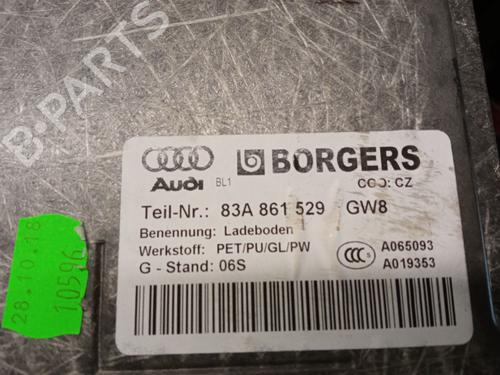 B-PARTS
Audi BL1 BORGERS
COO: CZ
Teil-Nr.: 83A 861 529 GW8
Benennung: Ladeboden
Werkstoff: PET/PU/GL/PW
G - Stand: 06S
CCC S
A065093
A019353
28.10.18
10596